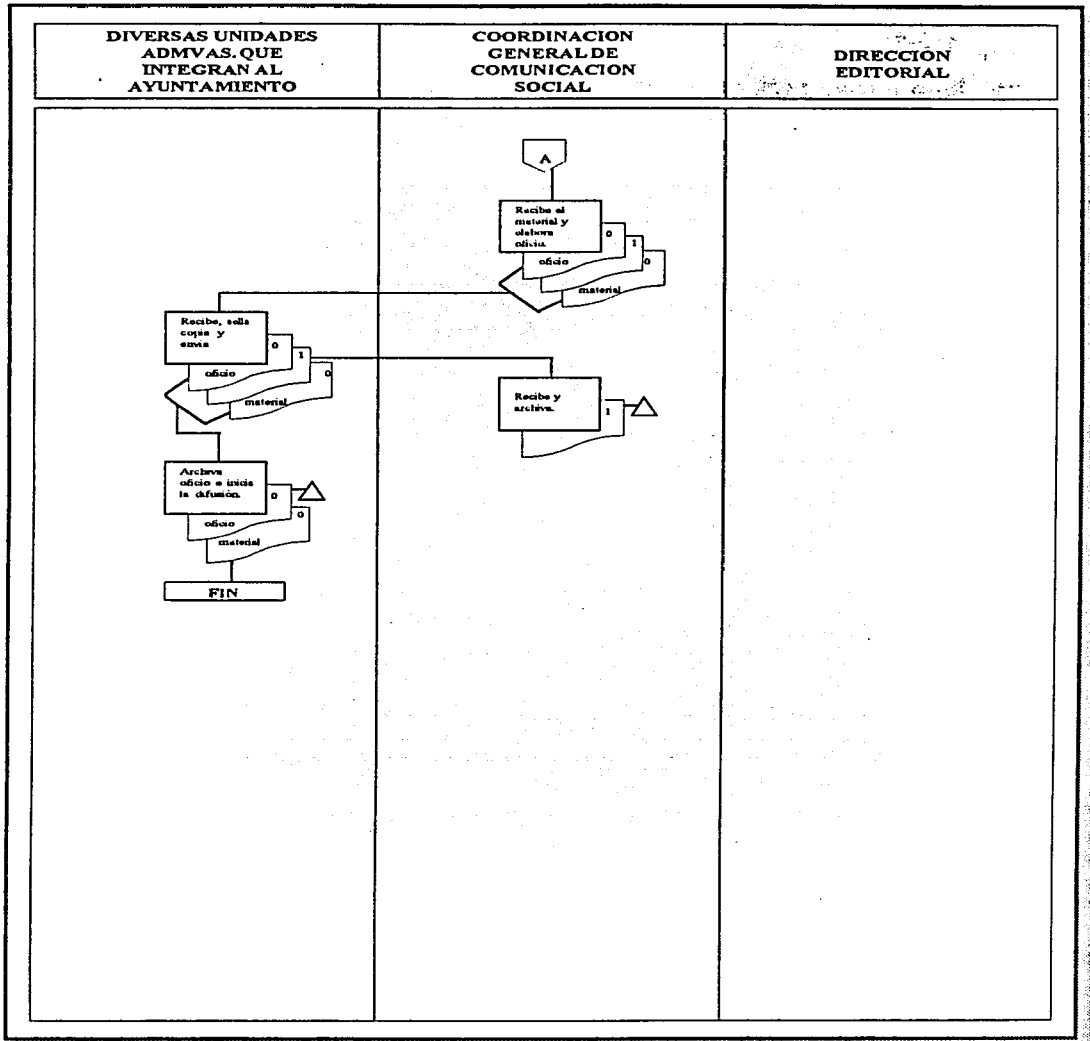 DIVERSAS UNIDADES
ADMVAS. QUE
INTEGRAN AL
AYUNTAMIENTO
COORDINACION
GENERAL DE
COMUNICACION
SOCIAL
DIRECCIÓN
EDITORIAL
A
Recibe el
material y
elabora
oficio.
0
1
0
oficio
material
Recibe, sella
copia y
envia
0
1
0
oficio
material
Recibe y
archiva.
1
Archiva
oficio e inicia
la difusión.
0
0
oficio
material
FIN